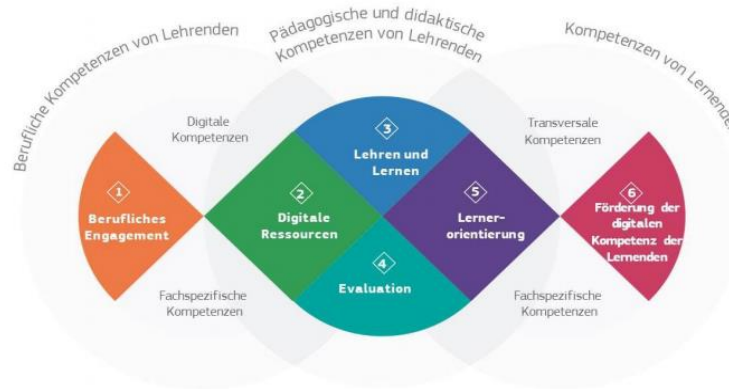 Berufliche Kompetenzen von Lehrenden
Pädagogische und didaktische
Kompetenzen von Lehrenden
Kompetenzen von Lernenden
Digitale
Kompetenzen
Transversale
Kompetenzen
3
Lehren und
Lernen
1
Berufliches
Engagement
2
Digitale
Ressourcen
5
Lerner-
orientierung
6
Förderung der
digitalen
Kompetenz der
Lernenden
4
Evaluation
Fachspezifische
Kompetenzen
Fachspezifische
Kompetenzen